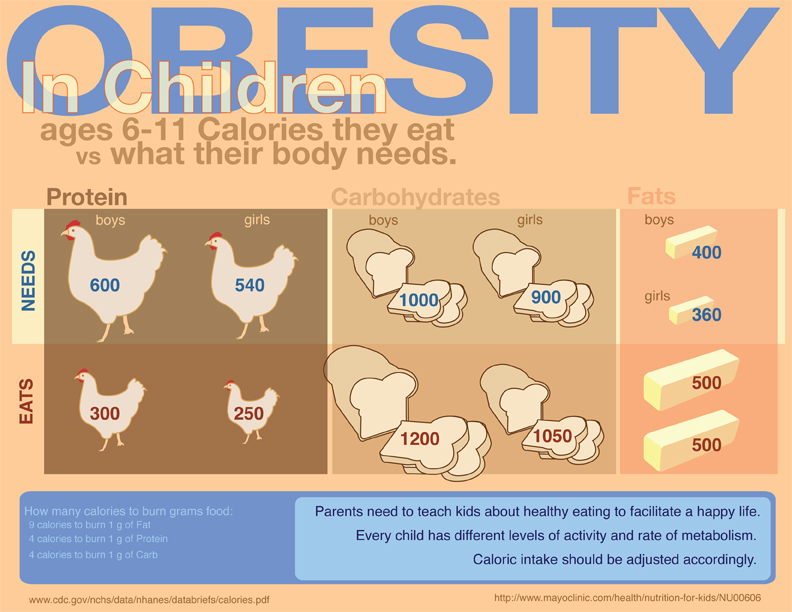 OBESITY
In Children
ages 6-11 Calories they eat
vs what their body needs.
Protein Carbohydrates Fats
boys girls boys girls boys
NEEDS
600 540 1000 900 400
girls
360
EATS
300 250 1200 1050 500
500
How many calories to burn grams food:
9 calories to burn 1 g of Fat
4 calories to burn 1 g of Protein
4 calories to burn 1 g of Carb
Parents need to teach kids about healthy eating to facilitate a happy life.
Every child has different levels of activity and rate of metabolism.
Caloric intake should be adjusted accordingly.
www.cdc.gov/nchs/data/nhanes/databriefs/calories.pdf
http://www.mayoclinic.com/health/nutrition-for-kids/NU00606